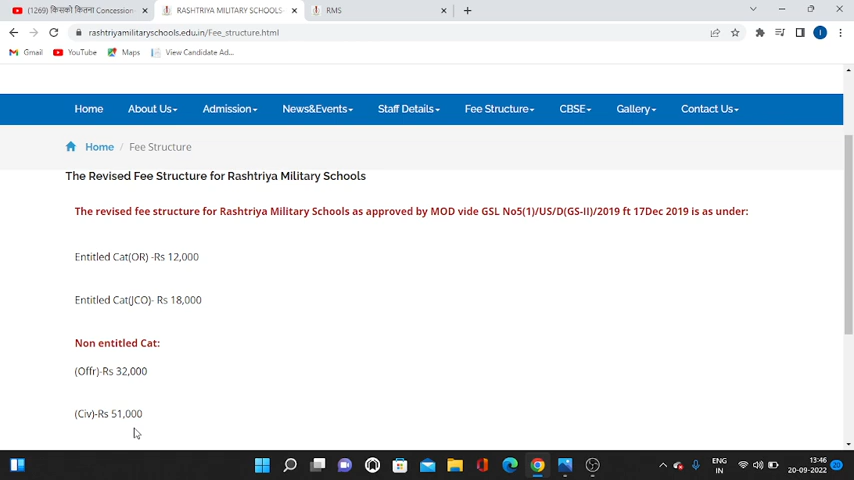 (1269) किसको कितना Concession
RASHTRIYA MILITARY SCHOOLS
RMS
rashtriyamilitaryschools.edu.in/Fee_structure.html
Gmail
YouTube
Maps
View Candidate Ad...
Home
About Us
Admission
News&Events
Staff Details
Fee Structure
CBSE
Gallery
Contact Us
Home / Fee Structure
The Revised Fee Structure for Rashtriya Military Schools
The revised fee structure for Rashtriya Military Schools as approved by MOD vide GSL No5(1)/US/D(GS-II)/2019 ft 17Dec 2019 is as under:
Entitled Cat(OR) -Rs 12,000
Entitled Cat(JCO)- Rs 18,000
Non entitled Cat:
(Offr)-Rs 32,000
(Civ)-Rs 51,000
ENG
IN
13:46
20-09-2022